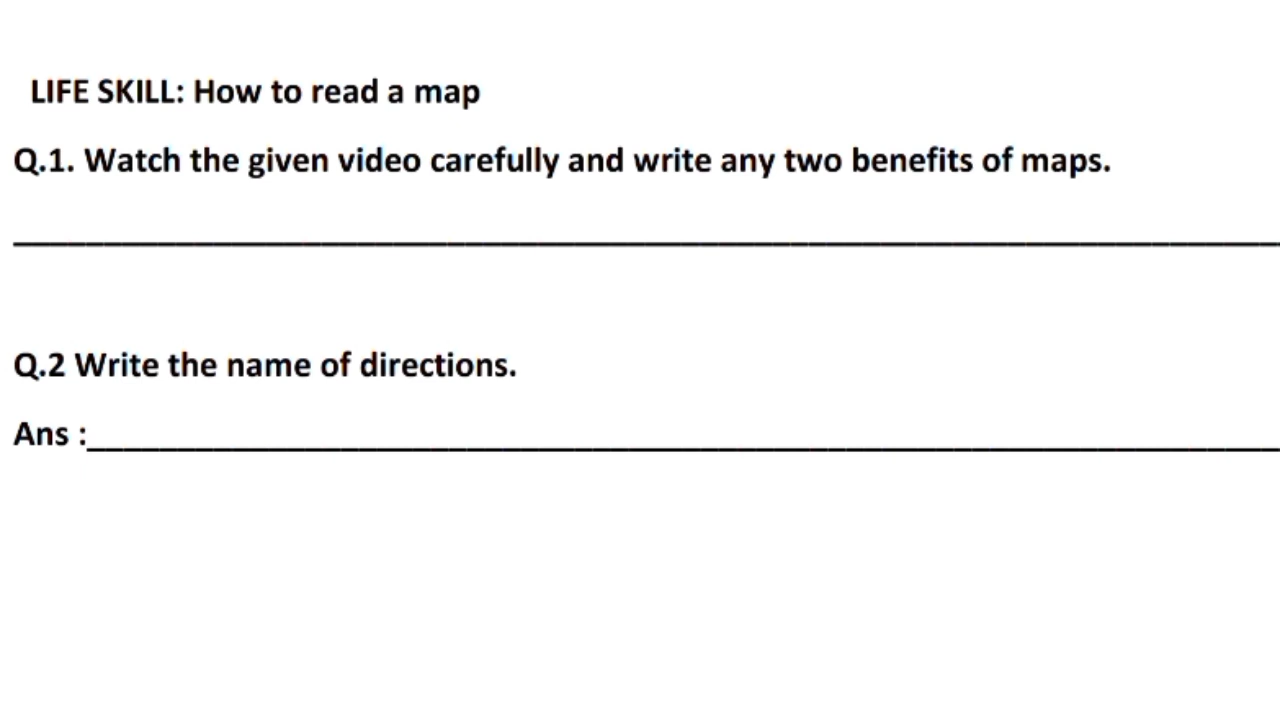 LIFE SKILL: How to read a map
Q.1. Watch the given video carefully and write any two benefits of maps.
Q.2 Write the name of directions.
Ans :